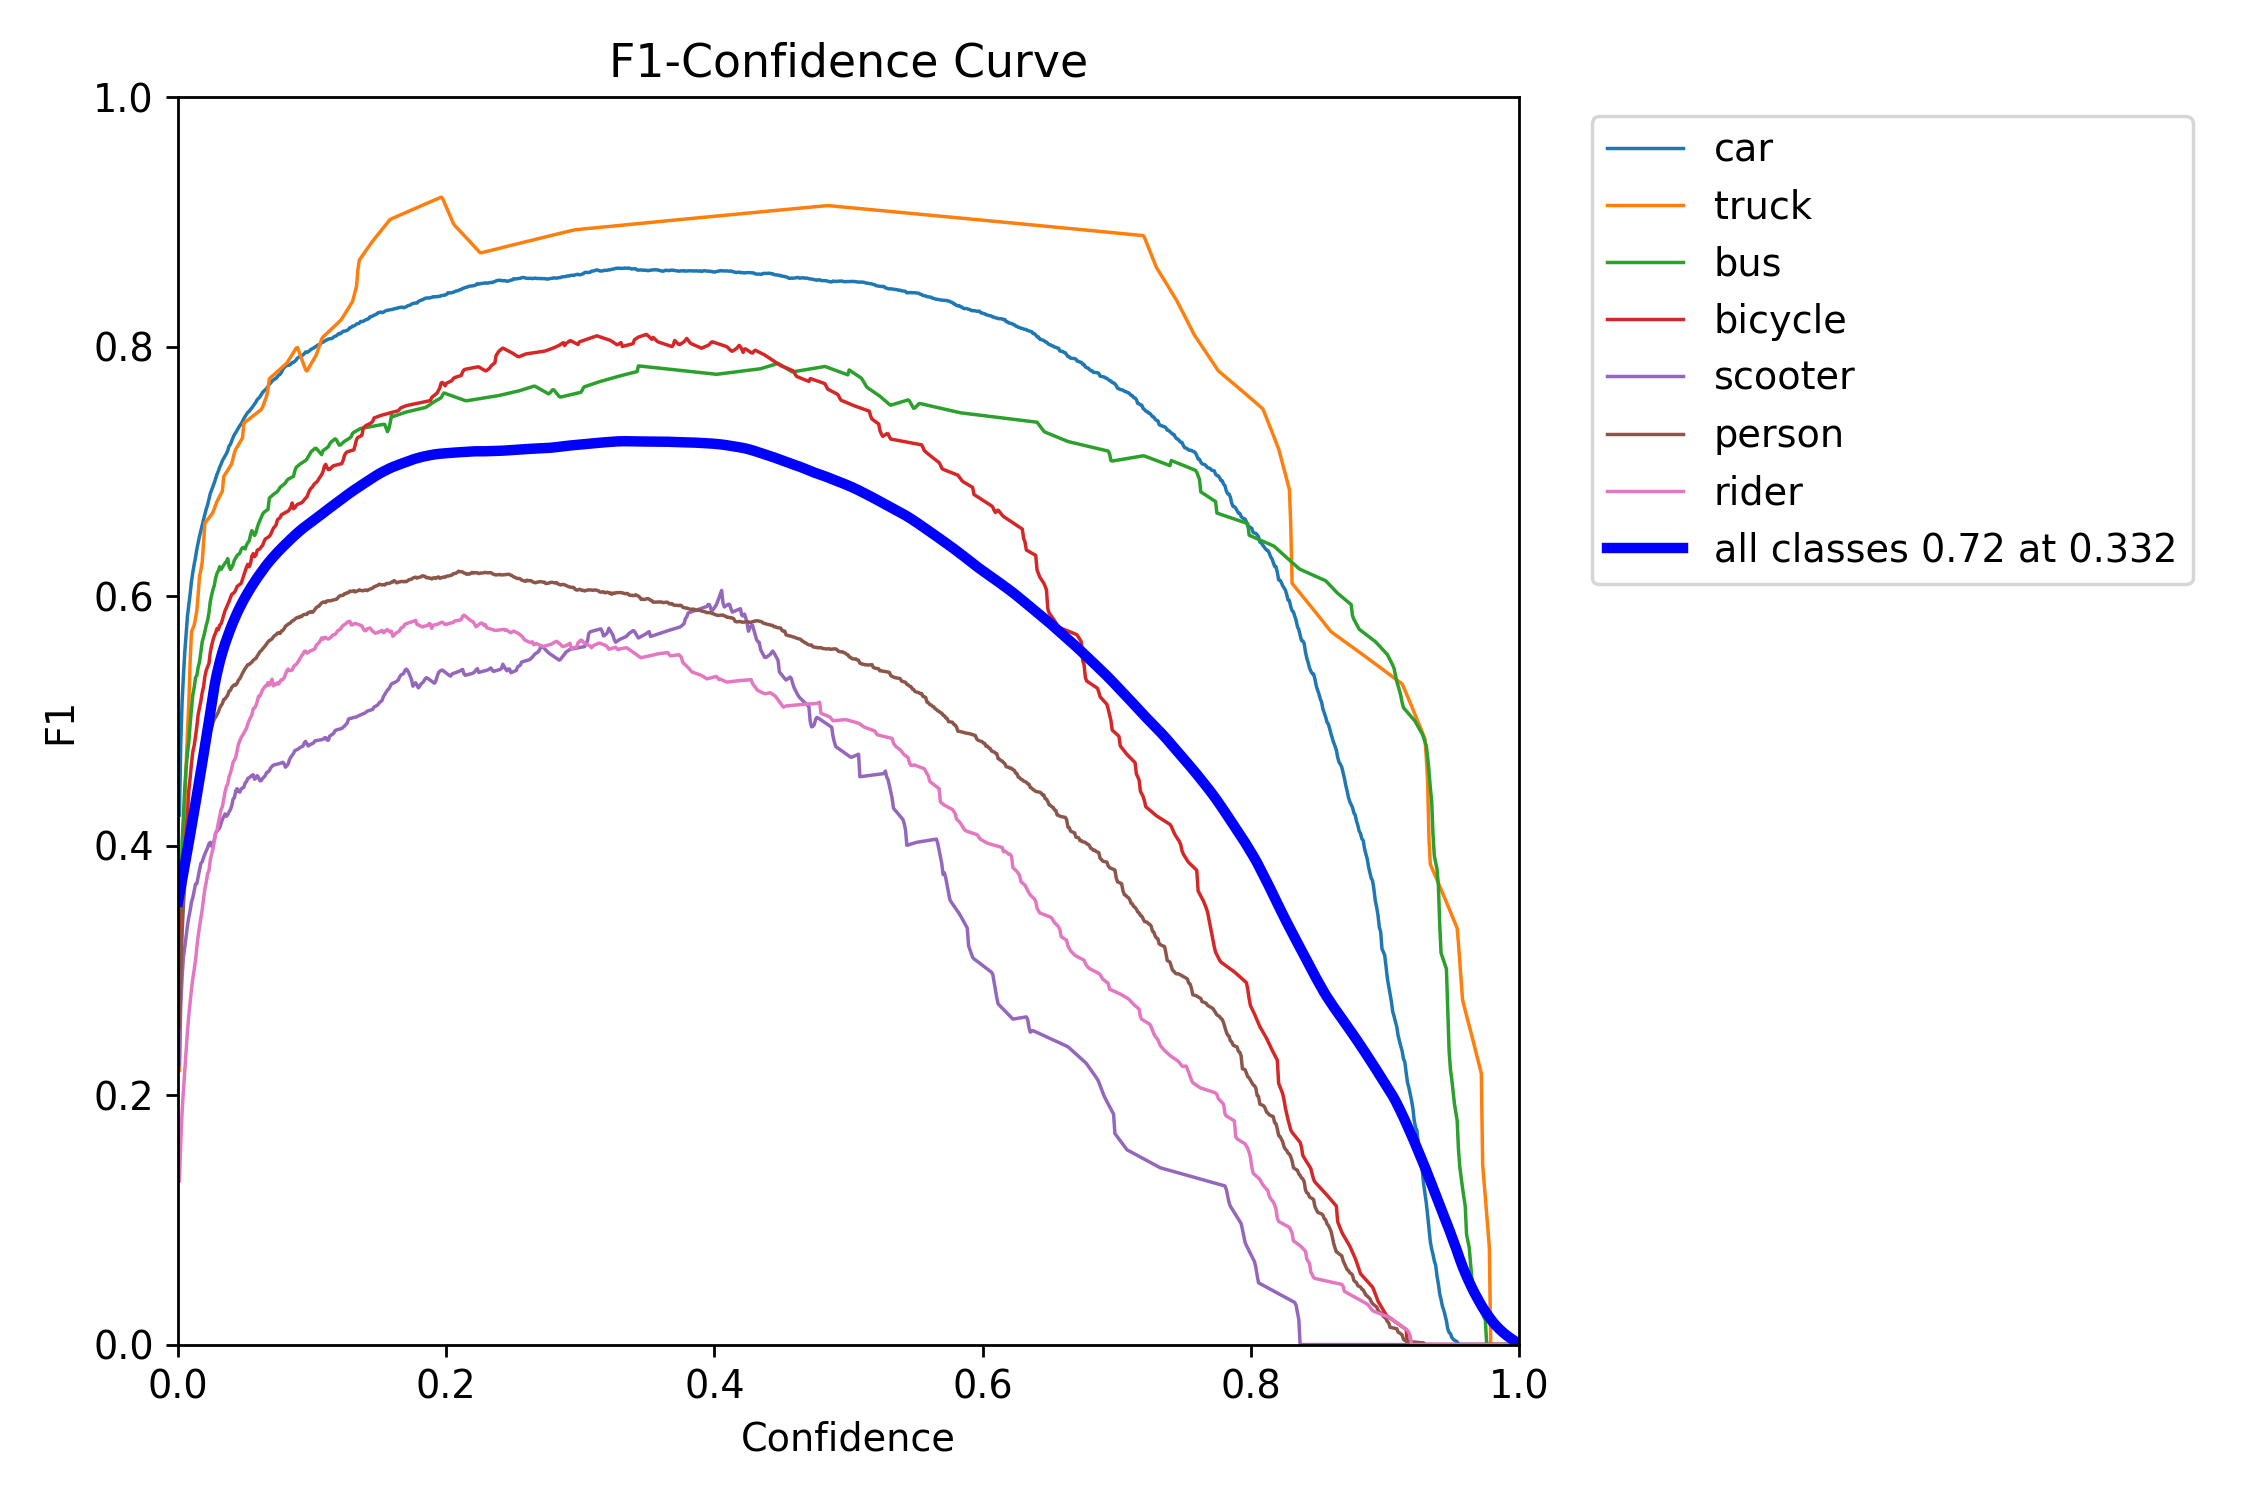 F1-Confidence Curve
1.0
0.8
0.6
0.4
0.2
0.0
F1
0.0 0.2 0.4 0.6 0.8 1.0
Confidence
car
truck
bus
bicycle
scooter
person
rider
all classes 0.72 at 0.332